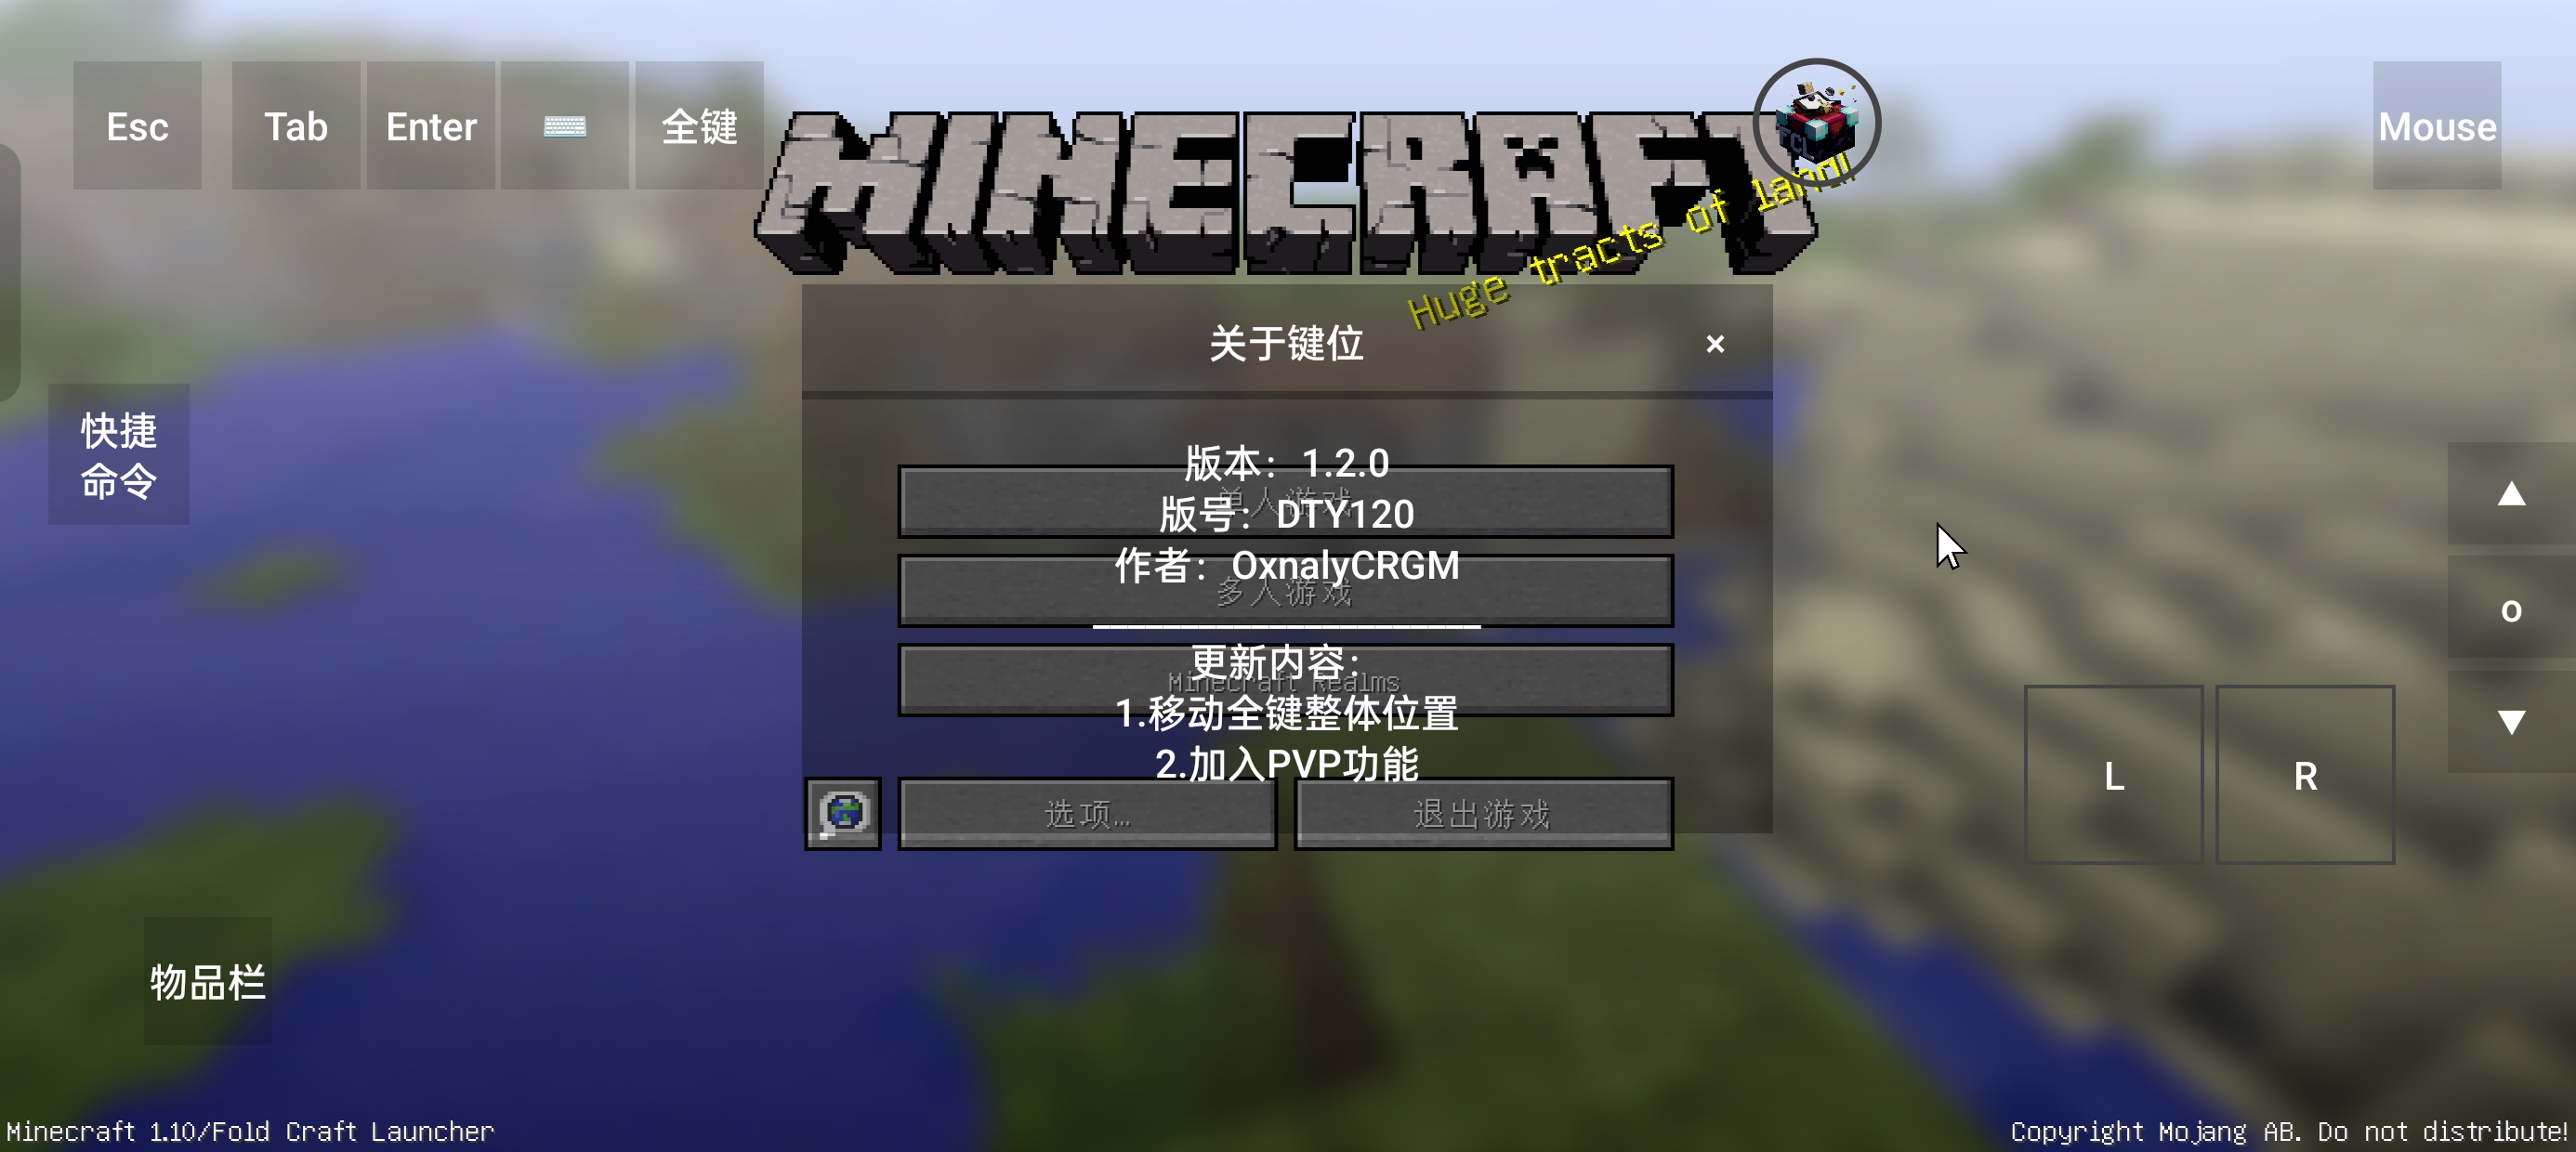 Esc
Tab
Enter
全键
MINECRAFT
FCL
Mouse
Huge tracts of land!
关于键位
×
快捷
命令
版本：1.2.0
单人游戏
版号：DTY120
作者：OxnalyCRGM
多人游戏
更新内容：
Minecraft Realms
1.移动全键整体位置
2.加入PVP功能
▲
o
▼
L
R
选项...
退出游戏
物品栏
Minecraft 1.10/Fold Craft Launcher
Copyright Mojang AB. Do not distribute!